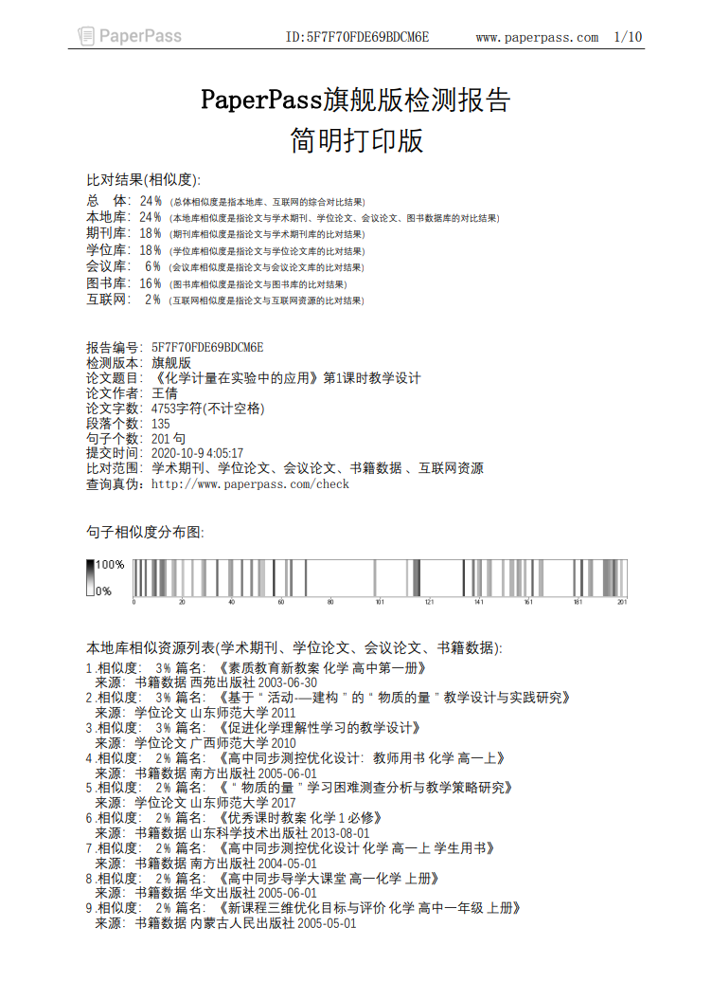 PaperPass ID:5F7F70FDE69BDCM6E www.paperpass.com 1/10
PaperPass旗舰版检测报告
简明打印版
比对结果(相似度):
总 体: 24% (总体相似度是指本地库、互联网的综合对比结果)
本地库: 24% (本地库相似度是指论文与学术期刊、学位论文、会议论文、图书数据库的对比结果)
期刊库: 18% (期刊库相似度是指论文与学术期刊库的比对结果)
学位库: 18% (学位库相似度是指论文与学位论文库的比对结果)
会议库: 6% (会议库相似度是指论文与会议论文库的比对结果)
图书库: 16% (图书库相似度是指论文与图书库的比对结果)
互联网: 2% (互联网相似度是指论文与互联网资源的比对结果)
报告编号: 5F7F70FDE69BDCM6E
检测版本: 旗舰版
论文题目: 《化学计量在实验中的应用》第1课时教学设计
论文作者: 王倩
论文字数: 4753字符(不计空格)
段落个数: 135
句子个数: 201 句
提交时间: 2020-10-9 4:05:17
比对范围: 学术期刊、学位论文、会议论文、书籍数据 、互联网资源
查询真伪: http://www.paperpass.com/check
句子相似度分布图:
100%
0%
0 20 40 60 80 101 121 141 161 181 201
本地库相似资源列表(学术期刊、学位论文、会议论文、书籍数据):
1.相似度: 3% 篇名: 《素质教育新教案 化学 高中第一册》
来源: 书籍数据 西苑出版社 2003-06-30
2.相似度: 3% 篇名: 《基于“活动-—建构”的“物质的量”教学设计与实践研究》
来源: 学位论文 山东师范大学 2011
3.相似度: 3% 篇名: 《促进化学理解性学习的教学设计》
来源: 学位论文 广西师范大学 2010
4.相似度: 2% 篇名: 《高中同步测控优化设计: 教师用书 化学 高一上》
来源: 书籍数据 南方出版社 2005-06-01
5.相似度: 2% 篇名: 《“物质的量”学习困难测查分析与教学策略研究》
来源: 学位论文 山东师范大学 2017
6.相似度: 2% 篇名: 《优秀课时教案 化学 1 必修》
来源: 书籍数据 山东科学技术出版社 2013-08-01
7.相似度: 2% 篇名: 《高中同步测控优化设计 化学 高一上 学生用书》
来源: 书籍数据 南方出版社 2004-05-01
8.相似度: 2% 篇名: 《高中同步导学大课堂 高一化学 上册》
来源: 书籍数据 华文出版社 2005-06-01
9.相似度: 2% 篇名: 《新课程三维优化目标与评价 化学 高中一年级 上册》
来源: 书籍数据 内蒙古人民出版社 2005-05-01